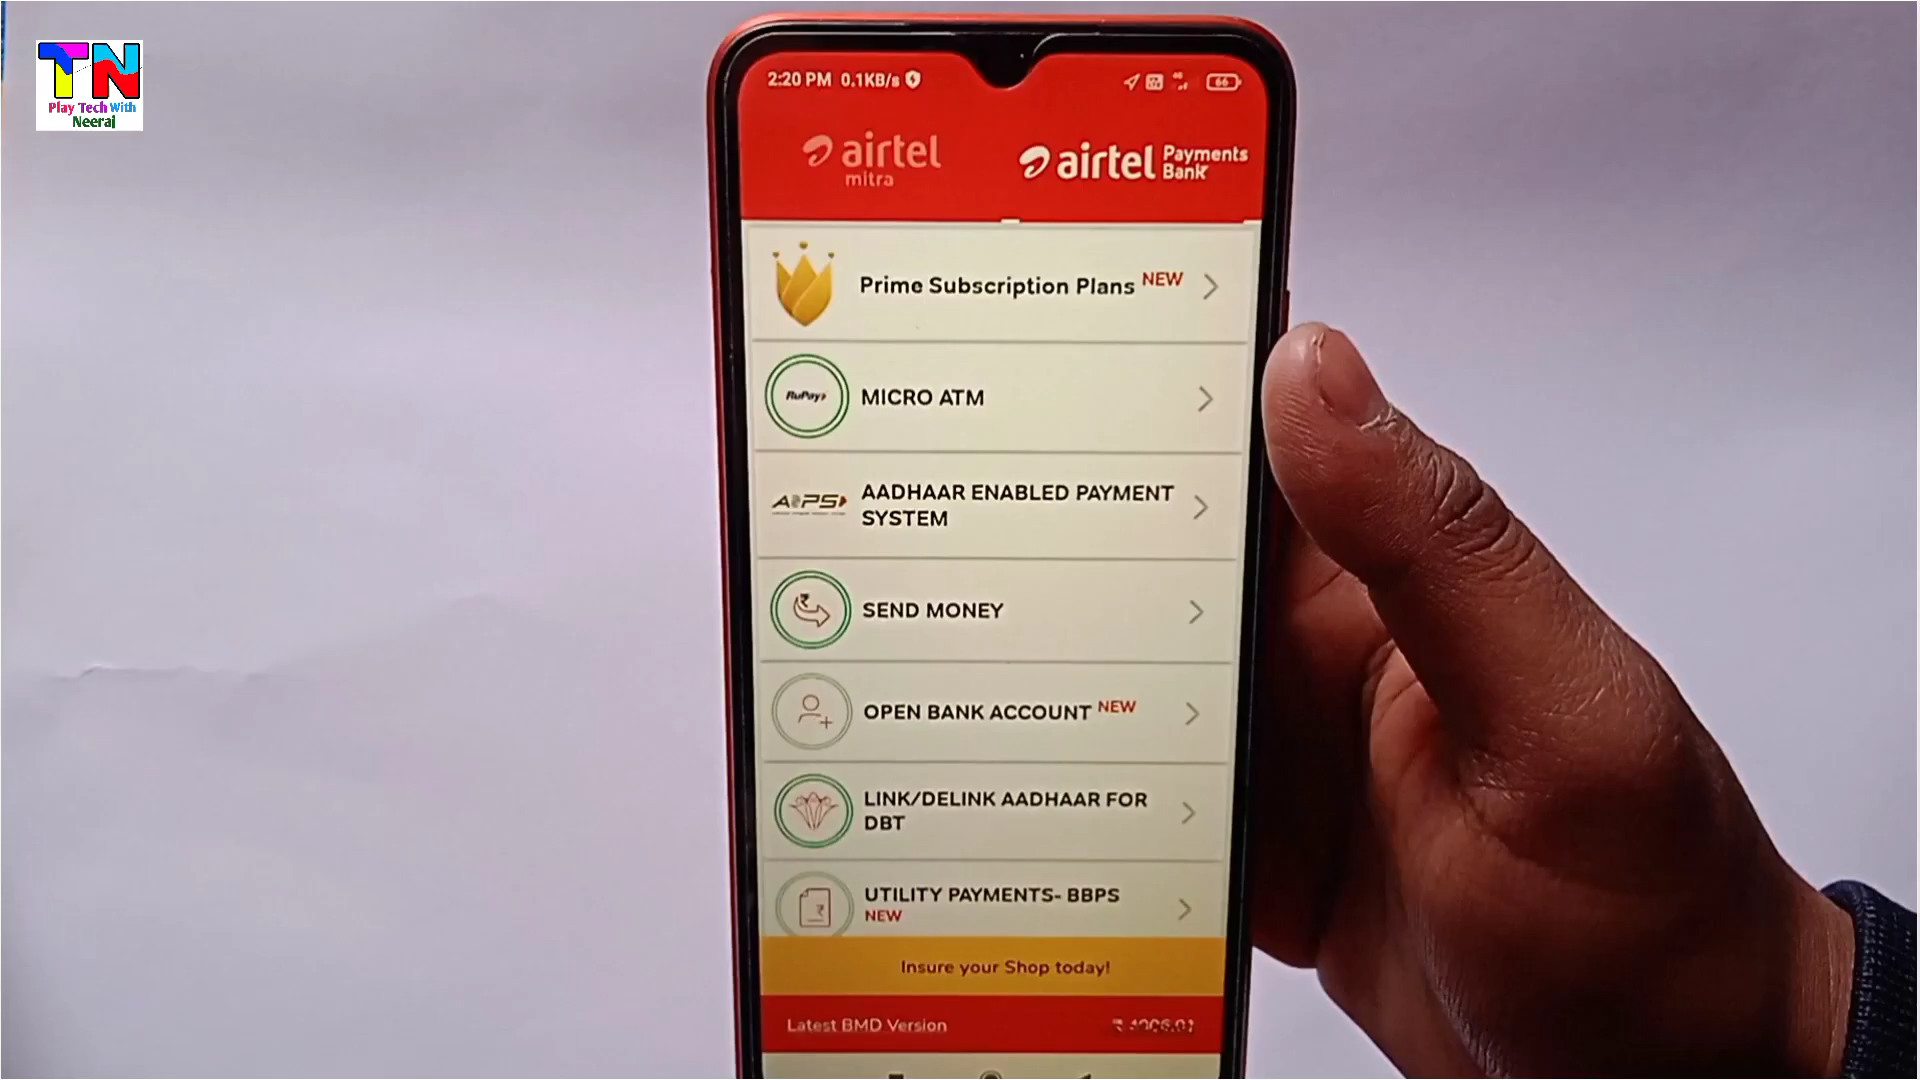 TN
Play Tech With
Neeraj
2:20 PM 0.1KB/s
66
airtel
mitra
airtel Payments
Bank
Prime Subscription Plans NEW
RuPay
MICRO ATM
AePS
AADHAAR ENABLED PAYMENT
SYSTEM
SEND MONEY
OPEN BANK ACCOUNT NEW
LINK/DELINK AADHAAR FOR
DBT
UTILITY PAYMENTS- BBPS
NEW
Insure your Shop today!
Latest BMD Version